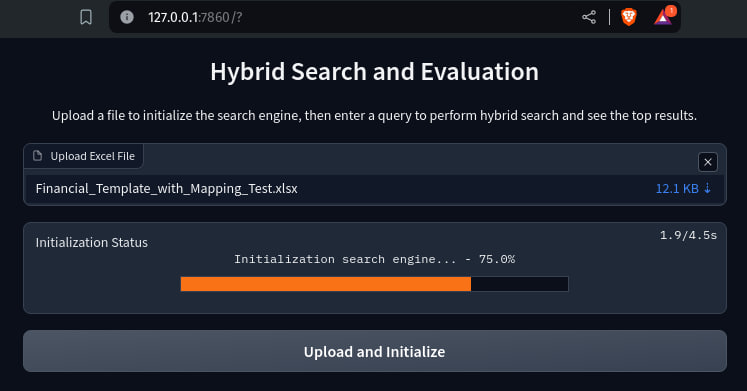 127.0.0.1:7860/?
1
Hybrid Search and Evaluation
Upload a file to initialize the search engine, then enter a query to perform hybrid search and see the top results.
Upload Excel File
Financial_Template_with_Mapping_Test.xlsx 12.1 KB ⇣
Initialization Status 1.9/4.5s
Initialization search engine... - 75.0%
Upload and Initialize